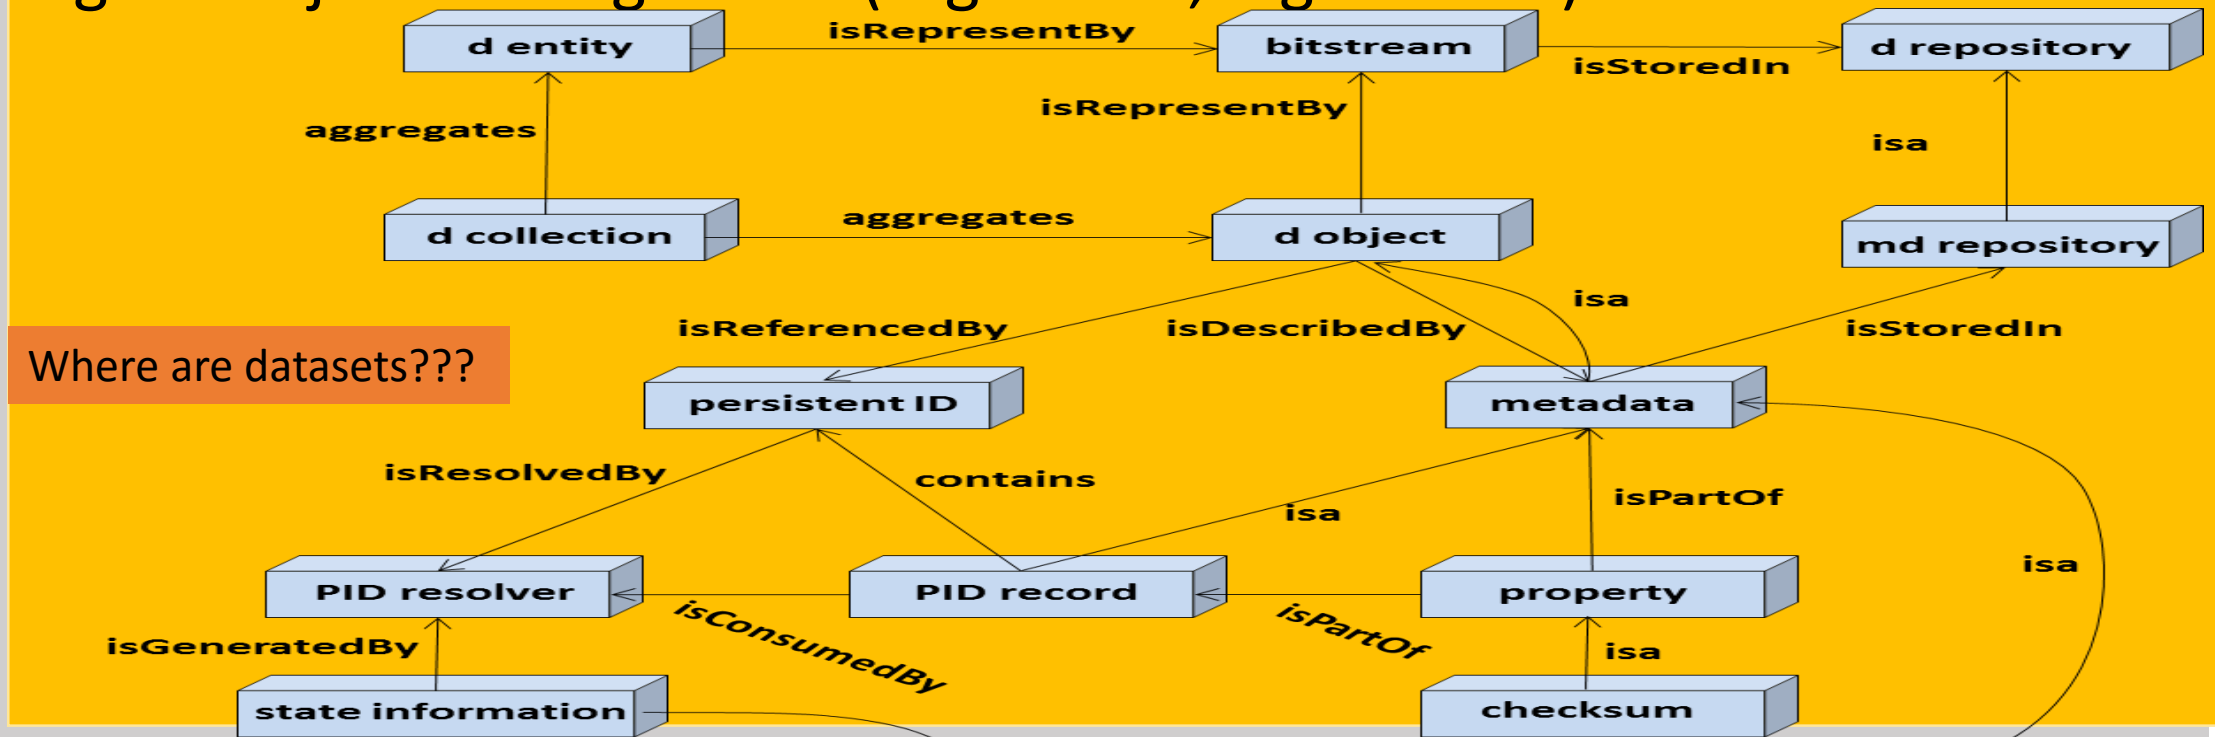 isRepresentBy
d entity
bitstream
d repository
isStoredIn
isRepresentBy
aggregates
isa
aggregates
d collection
d object
md repository
isa
isReferencedBy
isDescribedBy
isStoredIn
Where are datasets???
persistent ID
metadata
isResolvedBy
contains
isPartOf
isa
isa
PID resolver
PID record
property
isConsumedBy
isPartOf
isGeneratedBy
isa
state information
checksum